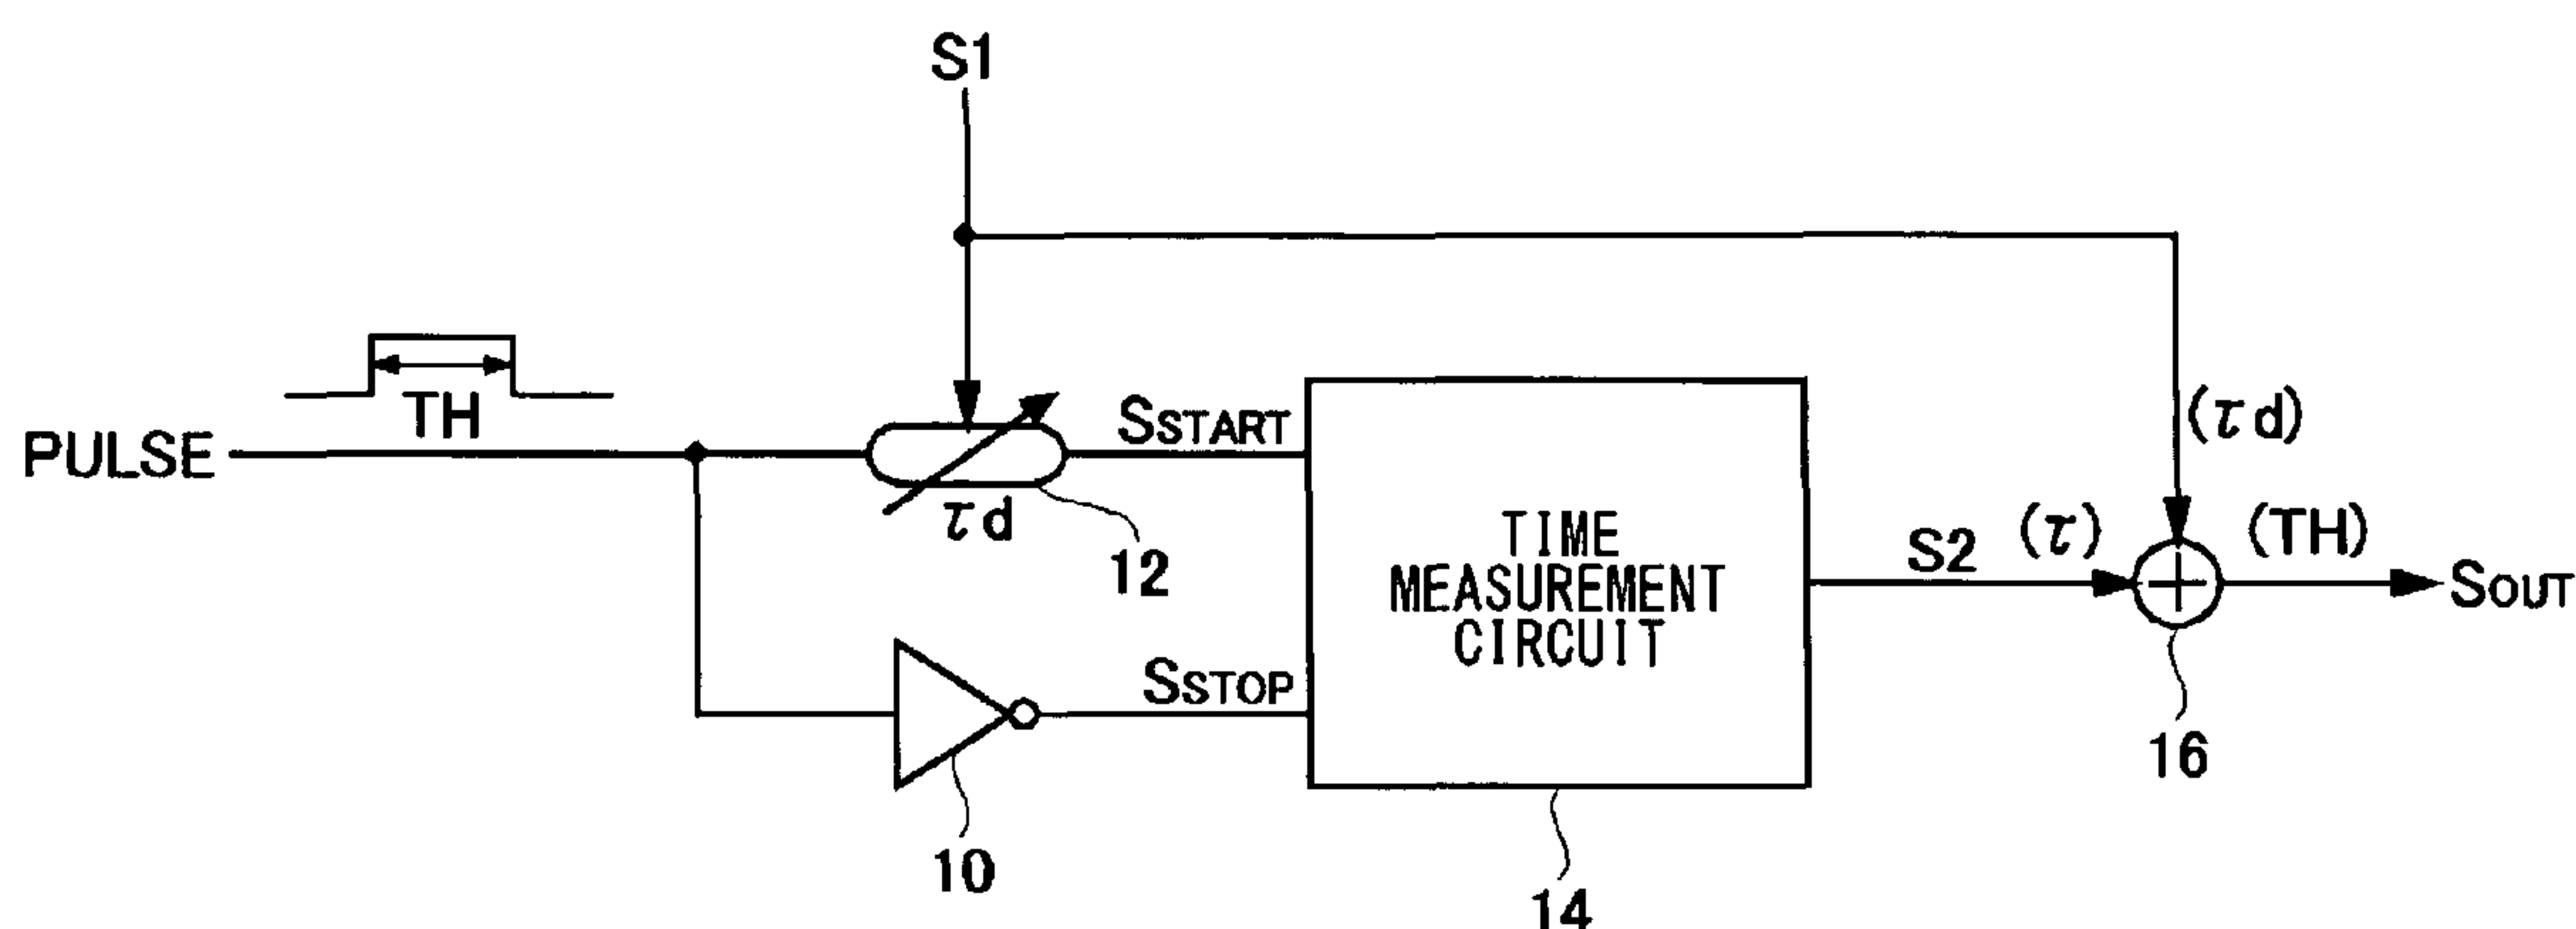 S1
TH
PULSE
SSTART
τd
12
SSTOP
10
TIME
MEASUREMENT
CIRCUIT
14
S2
(τ)
(τd)
(TH)
SOUT
16